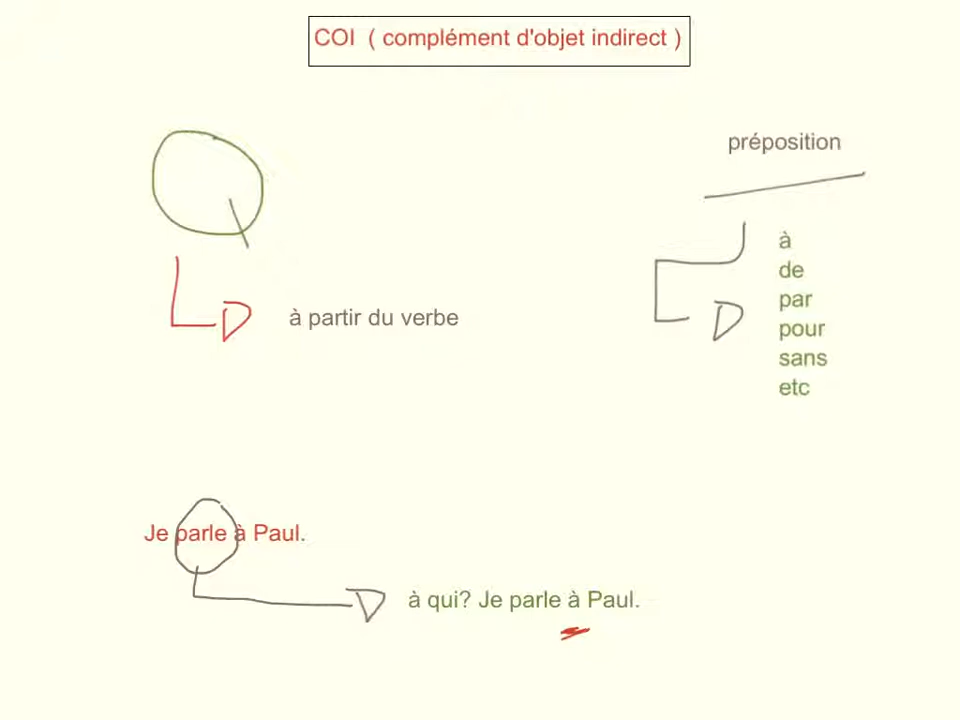 COI ( complément d'objet indirect )
préposition
à
de
par
pour
sans
etc
à partir du verbe
Je parle à Paul.
à qui? Je parle à Paul.